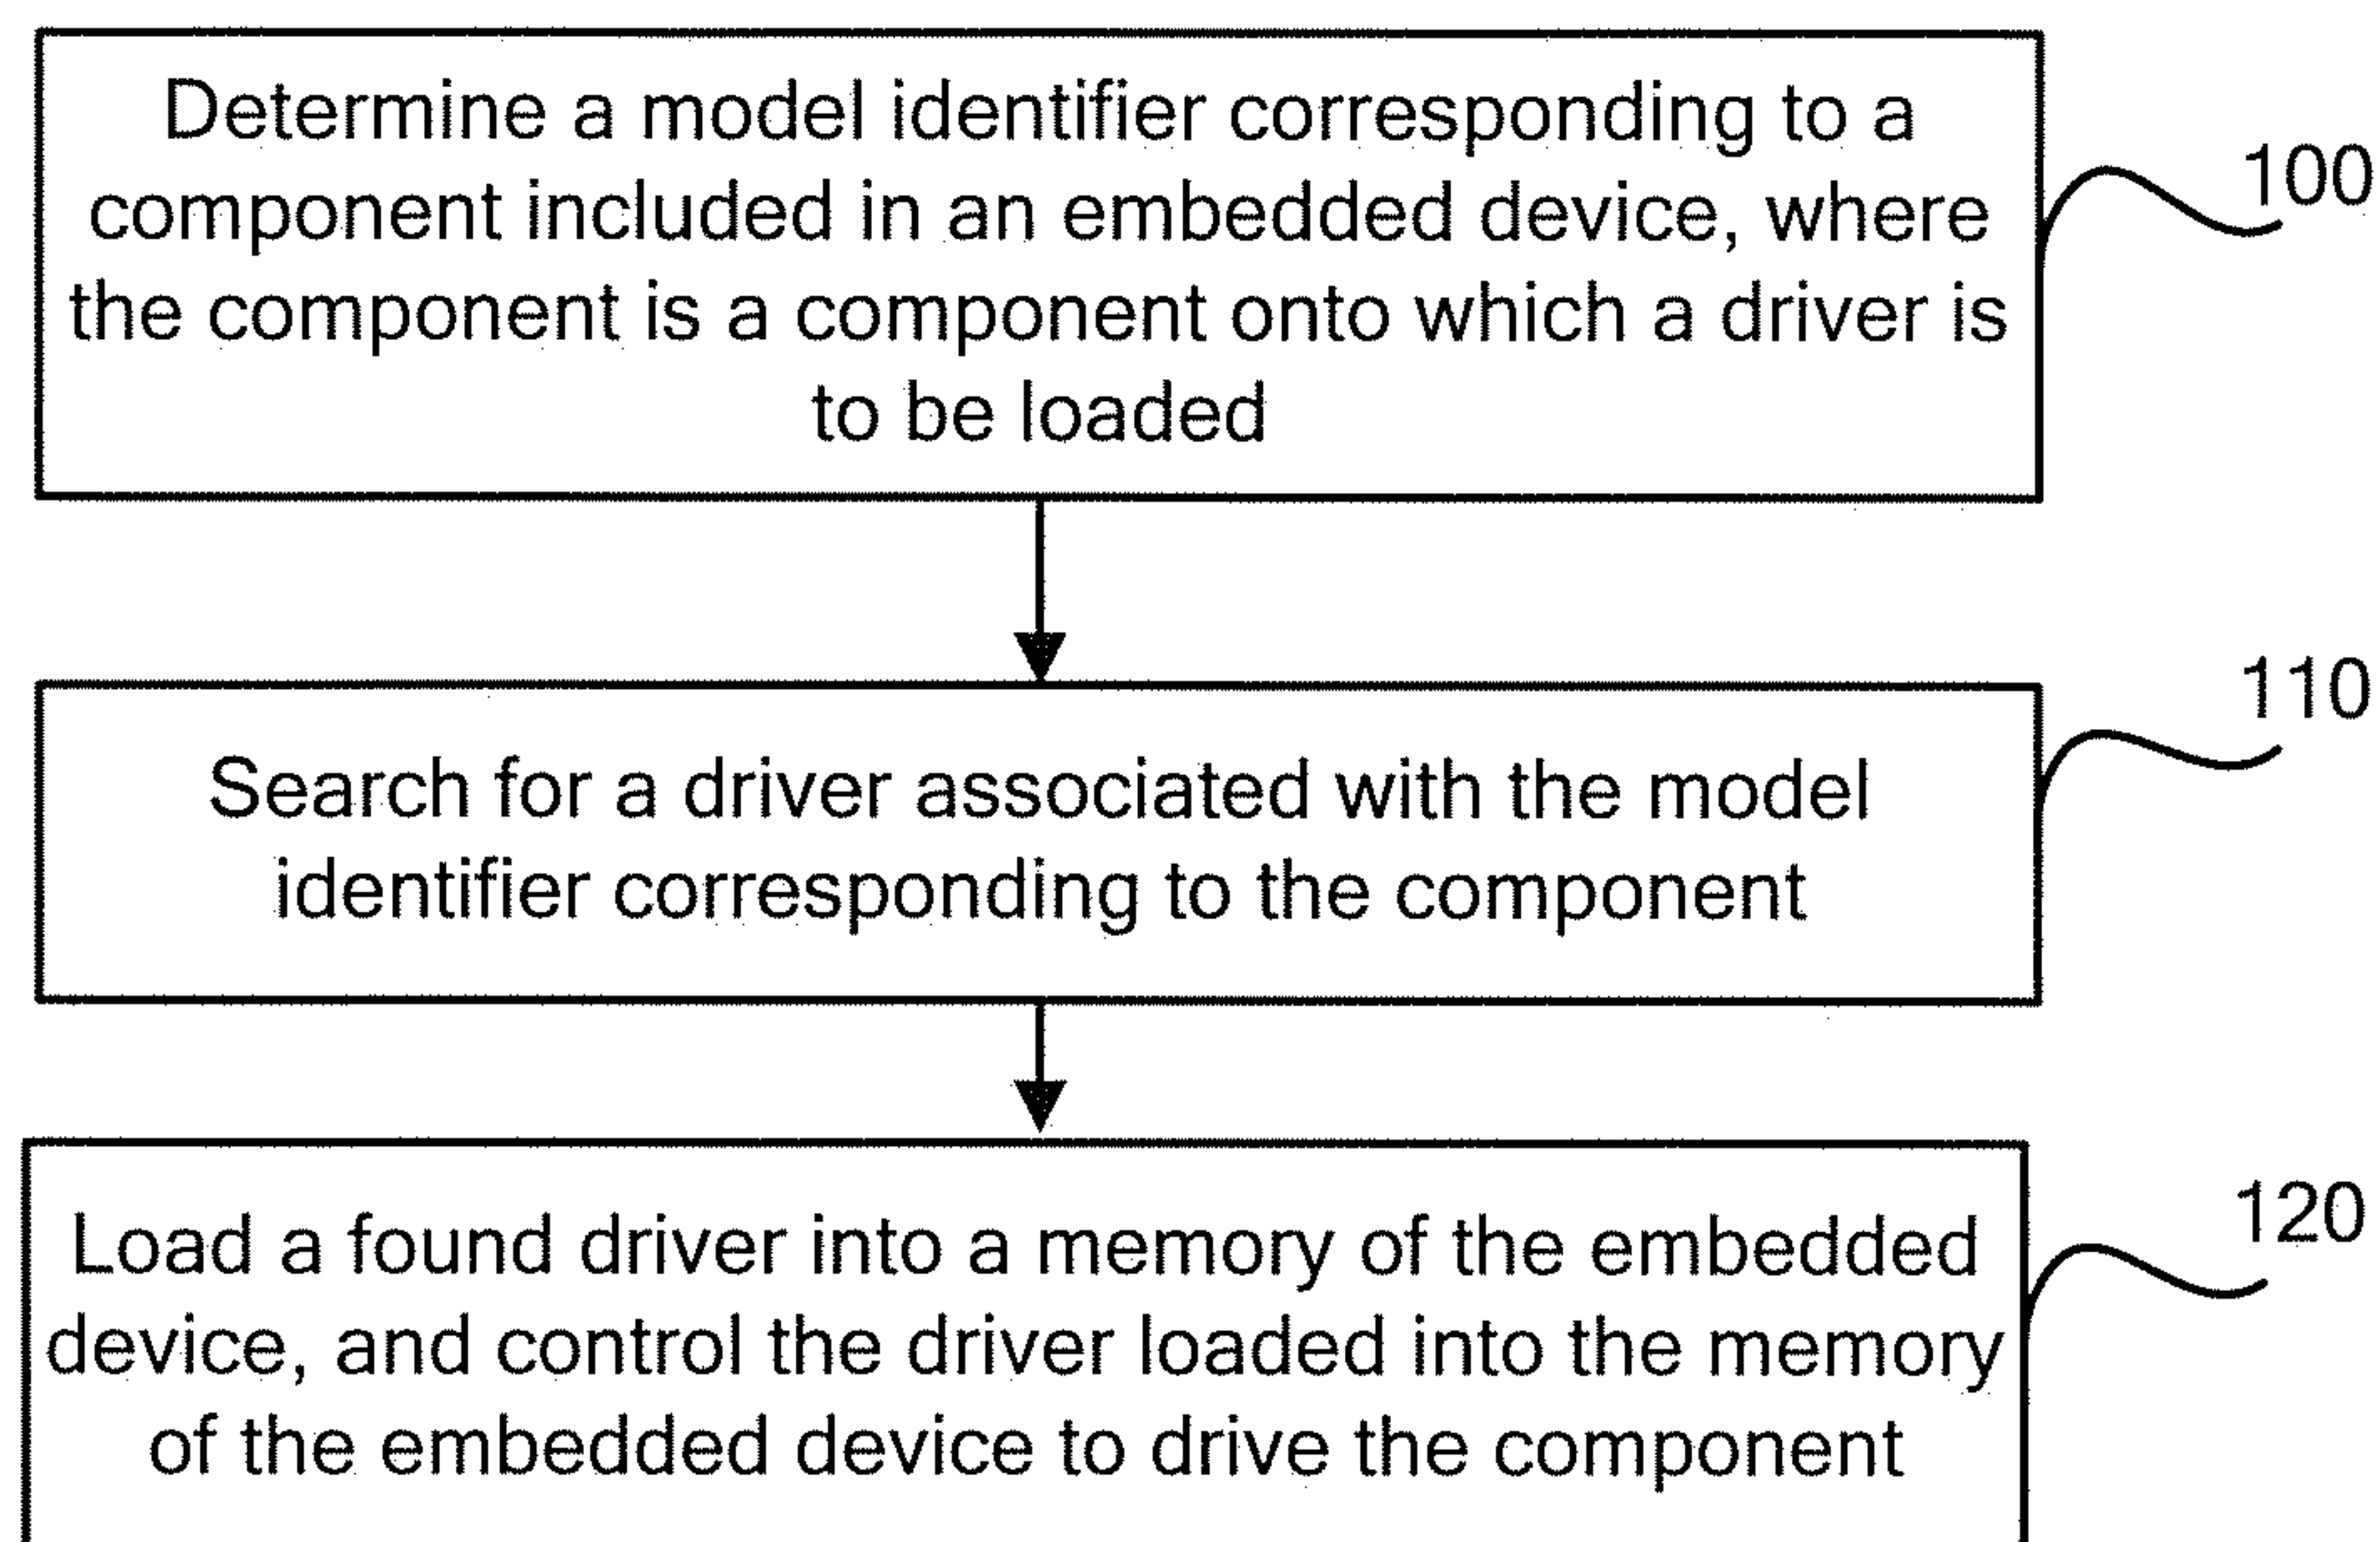 Determine a model identifier corresponding to a
component included in an embedded device, where
the component is a component onto which a driver is
to be loaded
100
Search for a driver associated with the model
identifier corresponding to the component
110
Load a found driver into a memory of the embedded
device, and control the driver loaded into the memory
of the embedded device to drive the component
120